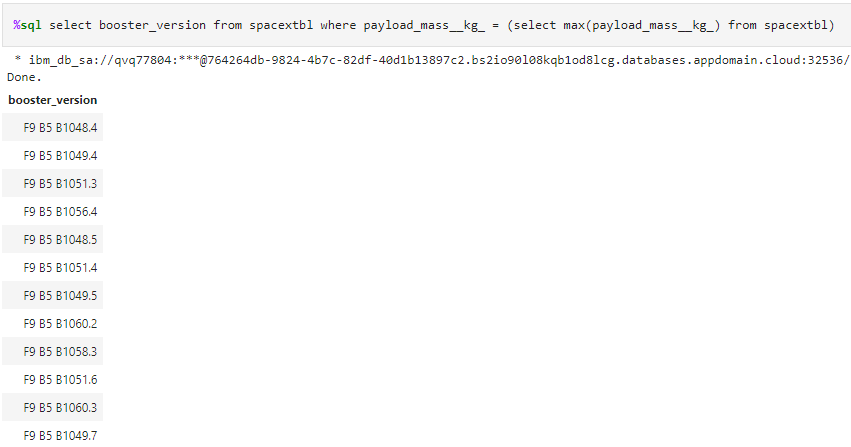 %sql select booster_version from spacextbl where payload_mass__kg_ = (select max(payload_mass__kg_) from spacextbl)
* ibm_db_sa://qvq77804:***@764264db-9824-4b7c-82df-40d1b13897c2.bs2io90l08kqb1od8lcg.databases.appdomain.cloud:32536/
Done.
booster_version
F9 B5 B1048.4
F9 B5 B1049.4
F9 B5 B1051.3
F9 B5 B1056.4
F9 B5 B1048.5
F9 B5 B1051.4
F9 B5 B1049.5
F9 B5 B1060.2
F9 B5 B1058.3
F9 B5 B1051.6
F9 B5 B1060.3
F9 B5 B1049.7